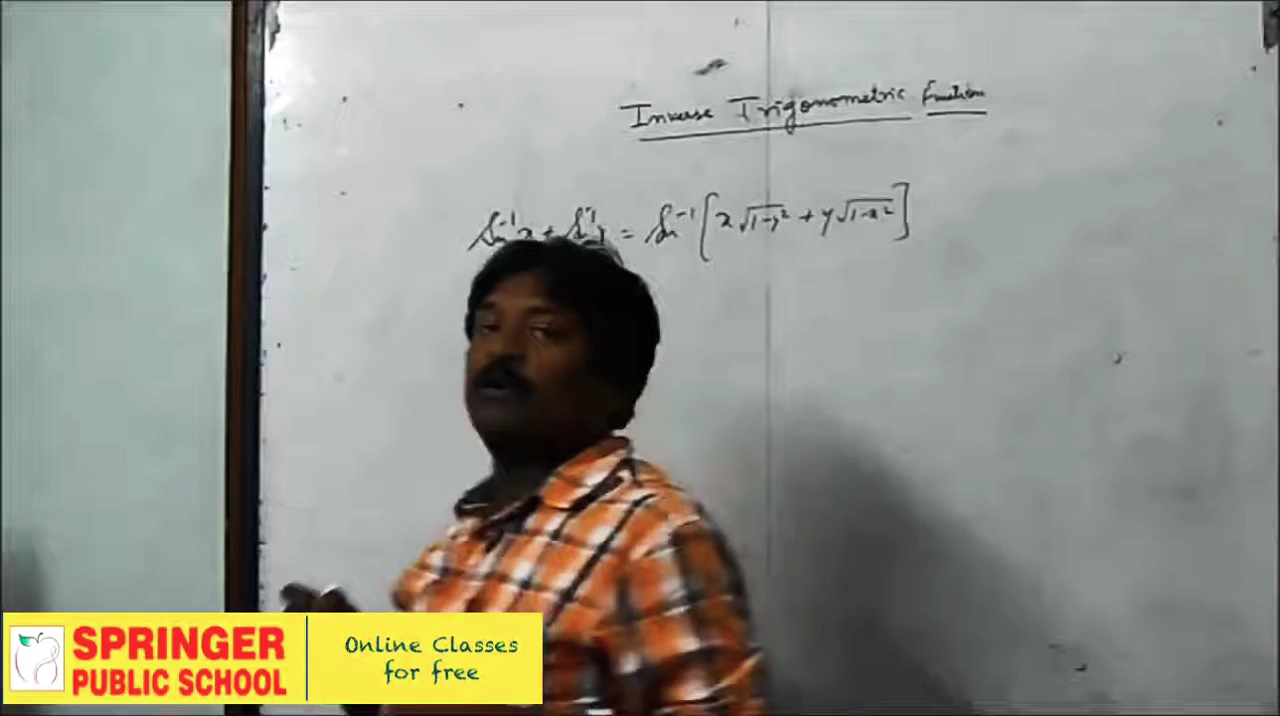 Inverse Trigonometric Functions
Sin⁻¹x + Sin⁻¹y = Sin⁻¹[x√1-y² + y√1-x²]
SPRINGER
PUBLIC SCHOOL
Online Classes
for free